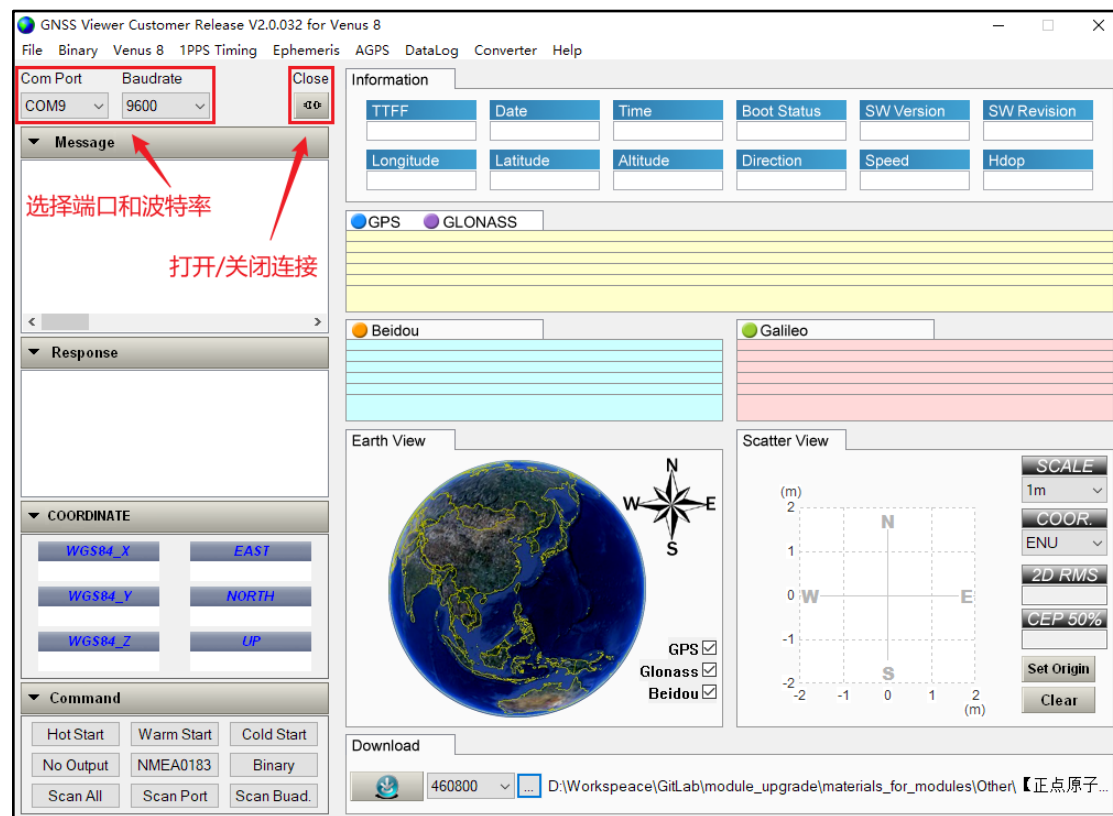 GNSS Viewer Customer Release V2.0.032 for Venus 8
File Binary Venus 8 1PPS Timing Ephemeris AGPS DataLog Converter Help
Com Port Baudrate Close
COM9 9600
Message
选择端口和波特率
打开/关闭连接
Response
COORDINATE
WGS84_X EAST
WGS84_Y NORTH
WGS84_Z UP
Command
Hot Start Warm Start Cold Start
No Output NMEA0183 Binary
Scan All Scan Port Scan Buad.
Information
TTFF Date Time Boot Status SW Version SW Revision
Longitude Latitude Altitude Direction Speed Hdop
GPS GLONASS
Beidou
Galileo
Earth View
N
W E
S
GPS
Glonass
Beidou
Scatter View
(m)
2
1
0
-1
-2
N
W E
S
-2 -1 0 1 2
(m)
SCALE
1m
COOR.
ENU
2D RMS
CEP 50%
Set Origin
Clear
Download
460800 ... D:\Workspeace\GitLab\module_upgrade\materials_for_modules\Other\【正点原子...